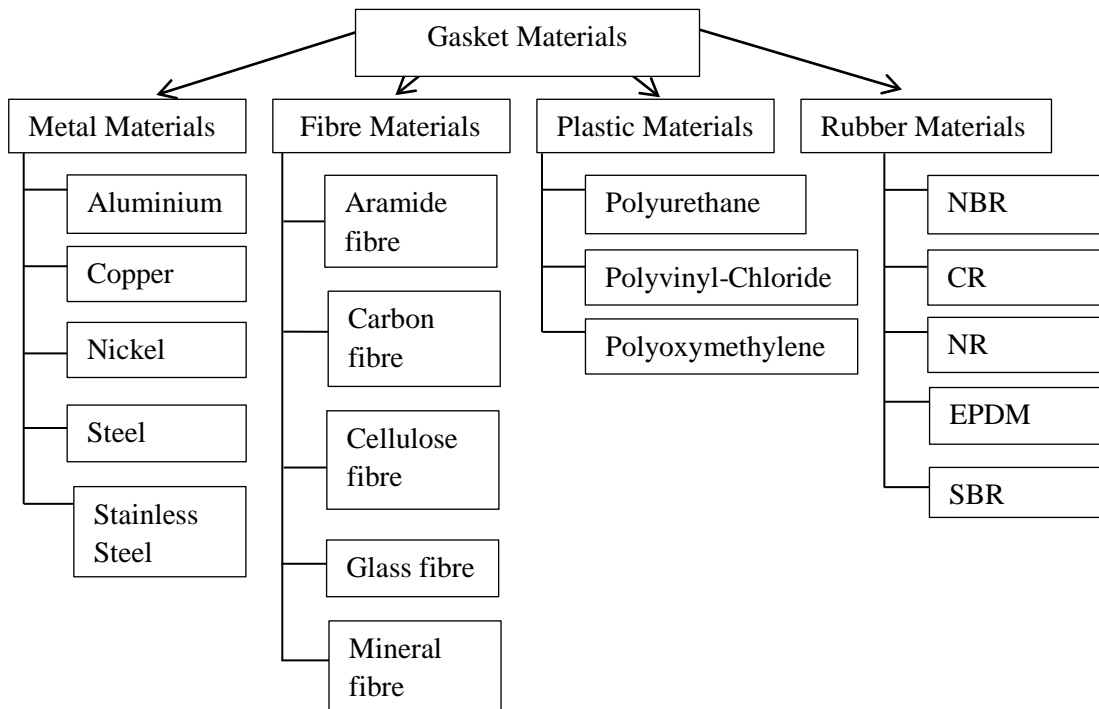 Gasket Materials
Metal Materials
Aluminium
Copper
Nickel
Steel
Stainless
Steel
Fibre Materials
Aramide
fibre
Carbon
fibre
Cellulose
fibre
Glass fibre
Mineral
fibre
Plastic Materials
Polyurethane
Polyvinyl-Chloride
Polyoxymethylene
Rubber Materials
NBR
CR
NR
EPDM
SBR